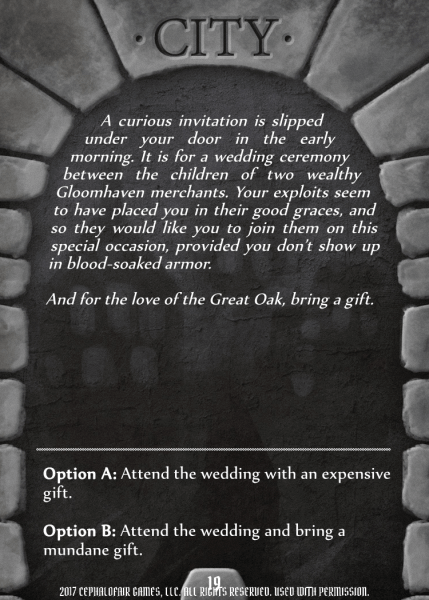 · CITY ·
A curious invitation is slipped
under your door in the early
morning. It is for a wedding ceremony
between the children of two wealthy
Gloomhaven merchants. Your exploits seem
to have placed you in their good graces, and
so they would like you to join them on this
special occasion, provided you don't show up
in blood-soaked armor.
And for the love of the Great Oak, bring a gift.
Option A: Attend the wedding with an expensive
gift.
Option B: Attend the wedding and bring a
mundane gift.
19
2017 CEPHALOFAIR GAMES, LLC. ALL RIGHTS RESERVED. USED WITH PERMISSION.